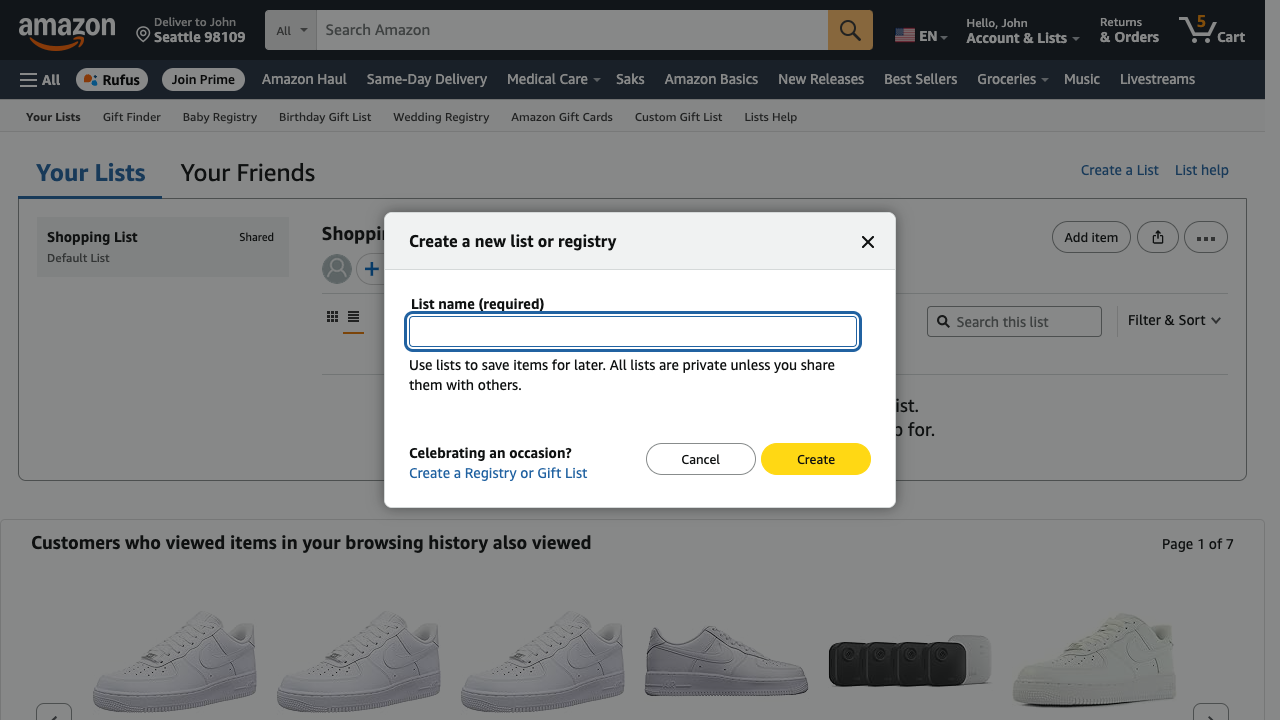 amazon
Deliver to John
Seattle 98109
All
Search Amazon
EN
Hello, John
Account & Lists
Returns
& Orders
5
Cart
All
Rufus
Join Prime
Amazon Haul
Same-Day Delivery
Medical Care
Saks
Amazon Basics
New Releases
Best Sellers
Groceries
Music
Livestreams
Your Lists
Gift Finder
Baby Registry
Birthday Gift List
Wedding Registry
Amazon Gift Cards
Custom Gift List
Lists Help
Your Lists
Your Friends
Create a List
List help
Shopping List
Shared
Default List
Shoppi
Add item
Search this list
Filter & Sort
ist.
for.
Create a new list or registry
List name (required)
Use lists to save items for later. All lists are private unless you share
them with others.
Celebrating an occasion?
Create a Registry or Gift List
Cancel
Create
Customers who viewed items in your browsing history also viewed
Page 1 of 7